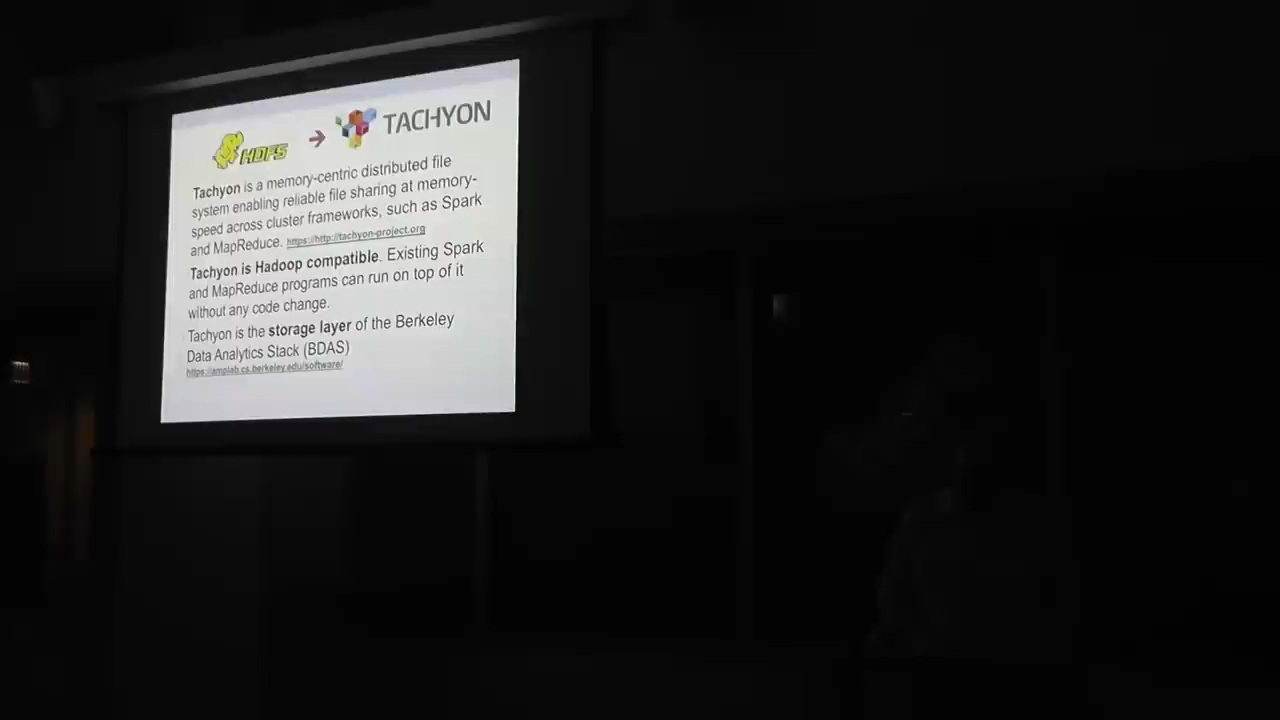 HDFS → TACHYON
Tachyon is a memory-centric distributed file
system enabling reliable file sharing at memory-
speed across cluster frameworks, such as Spark
and MapReduce. https://http://tachyon-project.org
Tachyon is Hadoop compatible. Existing Spark
and MapReduce programs can run on top of it
without any code change.
Tachyon is the storage layer of the Berkeley
Data Analytics Stack (BDAS)
https://amplab.cs.berkeley.edu/software/